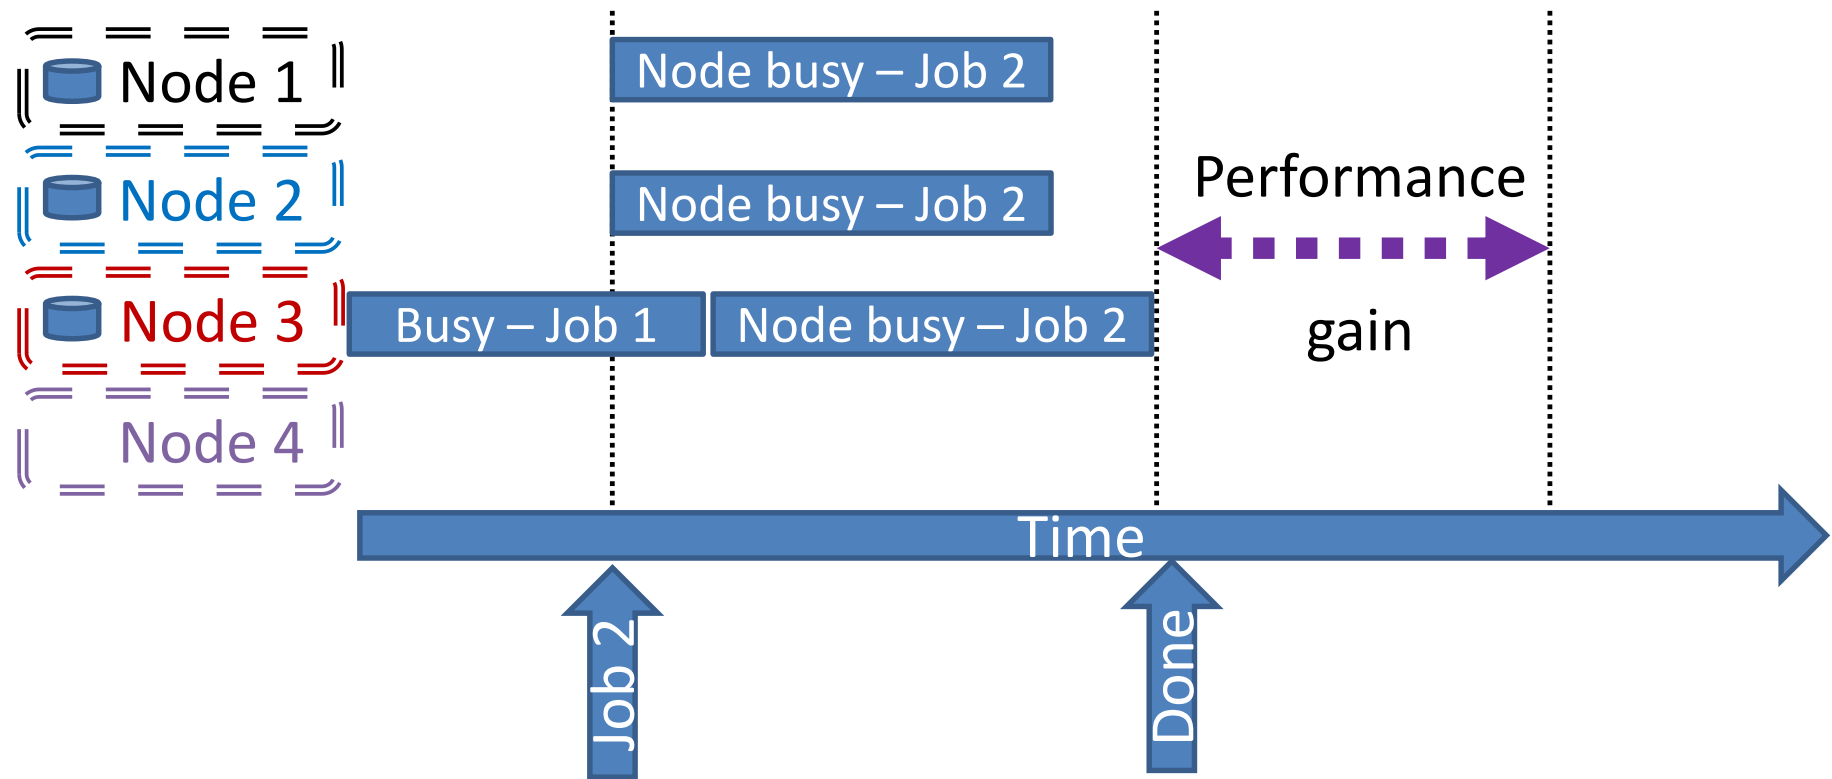 Node 1
Node busy – Job 2
Node 2
Node busy – Job 2
Performance
gain
Node 3
Busy – Job 1
Node busy – Job 2
Node 4
Time
Job 2
Done